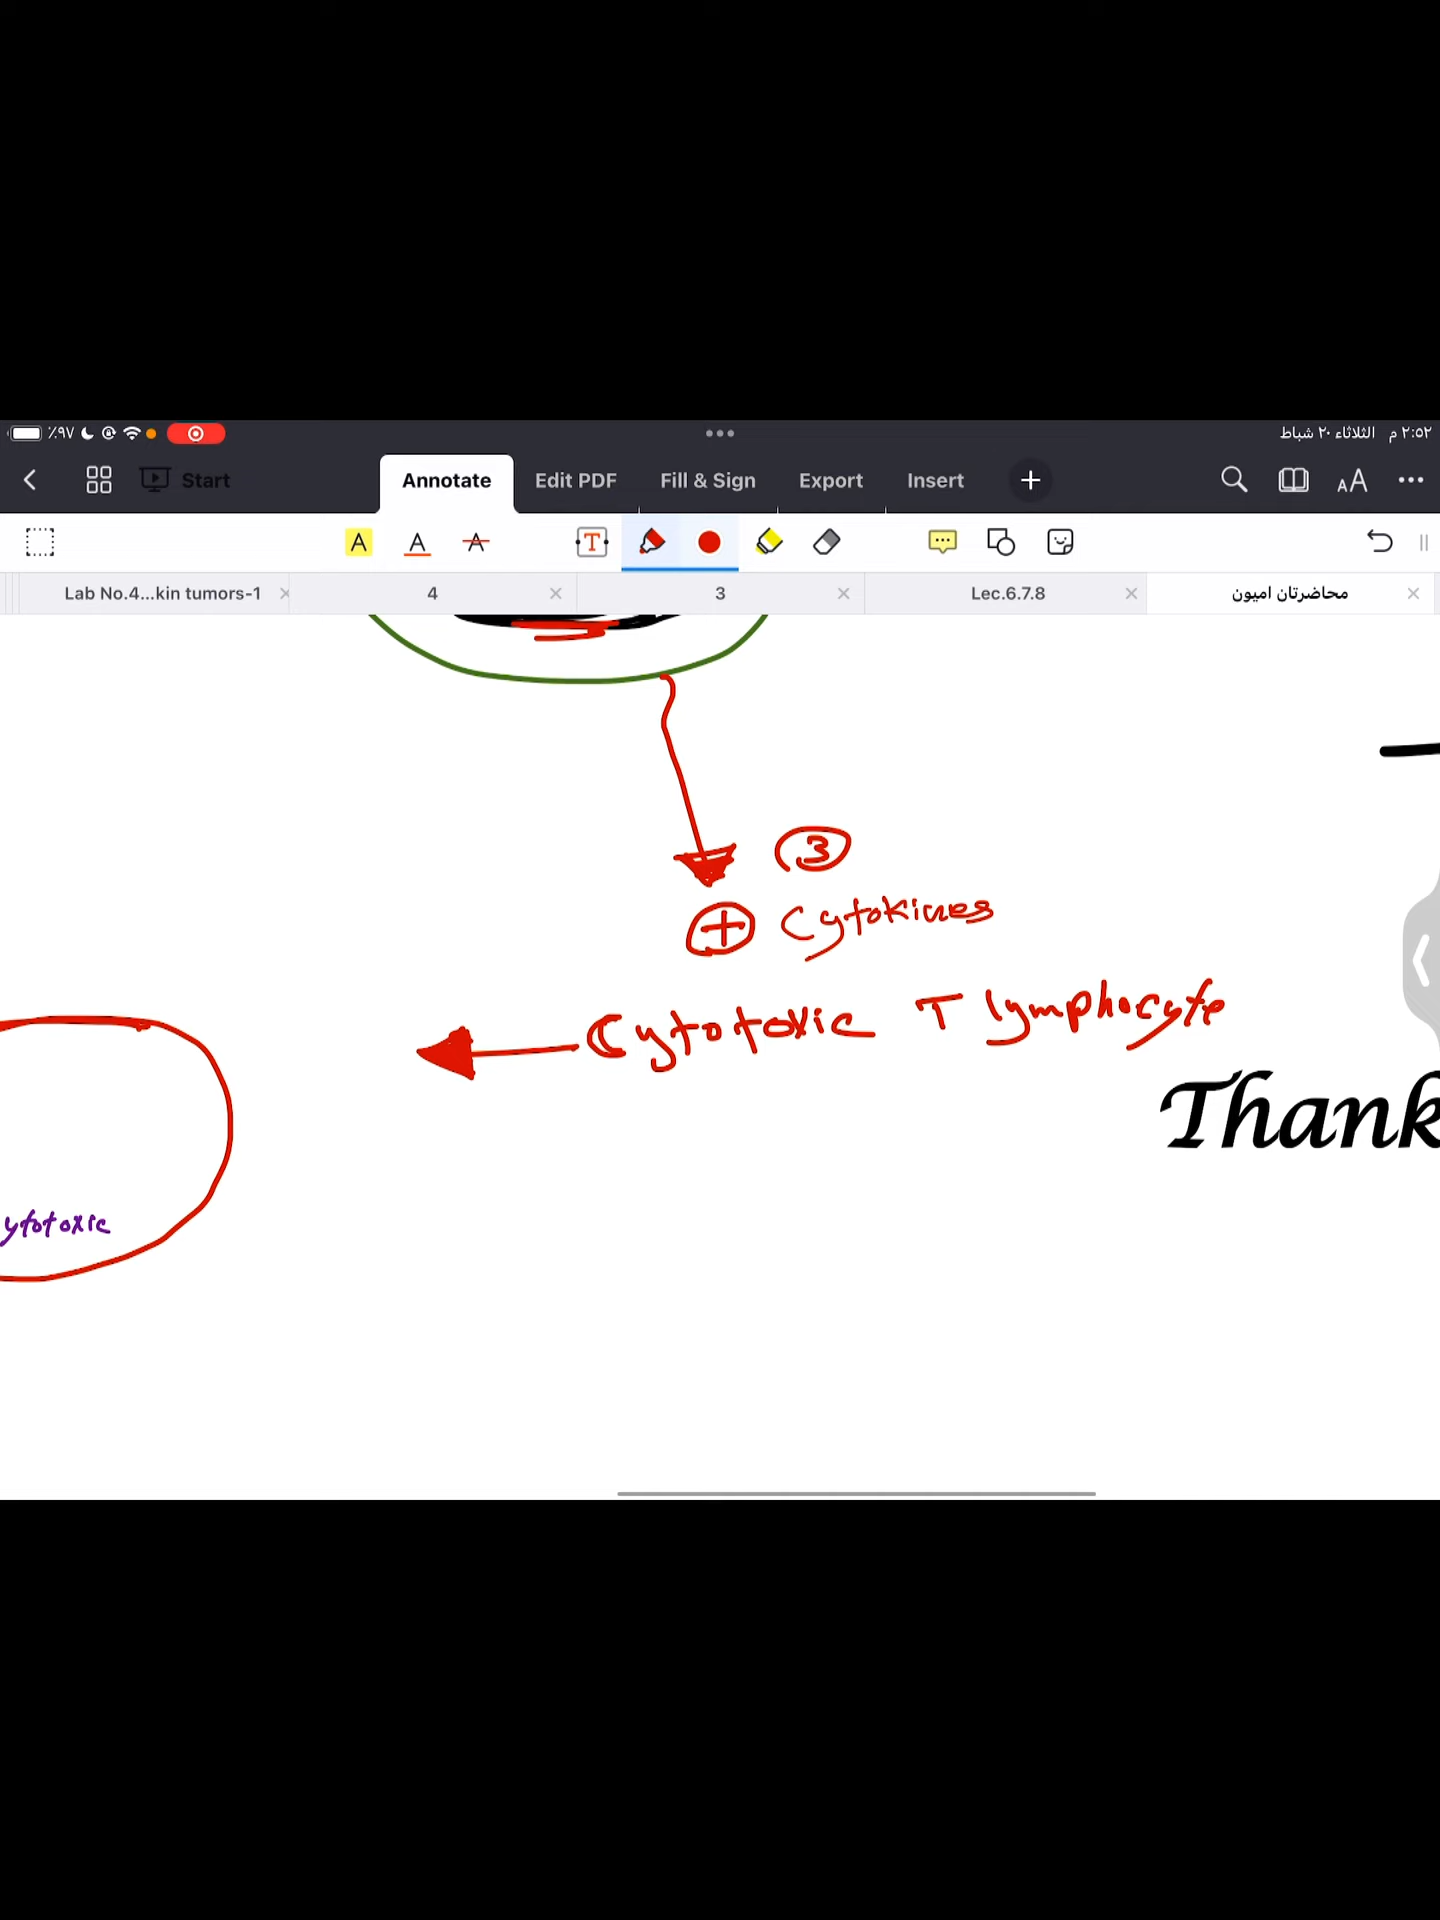 ٪٩٧
٢:٥٢ م الثلاثاء ٢٠ شباط
Start
Annotate
Edit PDF
Fill & Sign
Export
Insert
AA
A A A T
Lab No.4...kin tumors-1
4
3
Lec.6.7.8
محاضرتان اميون
3
+ Cytokines
Cytotoxic T lymphocyte
Thank
ytotoxic